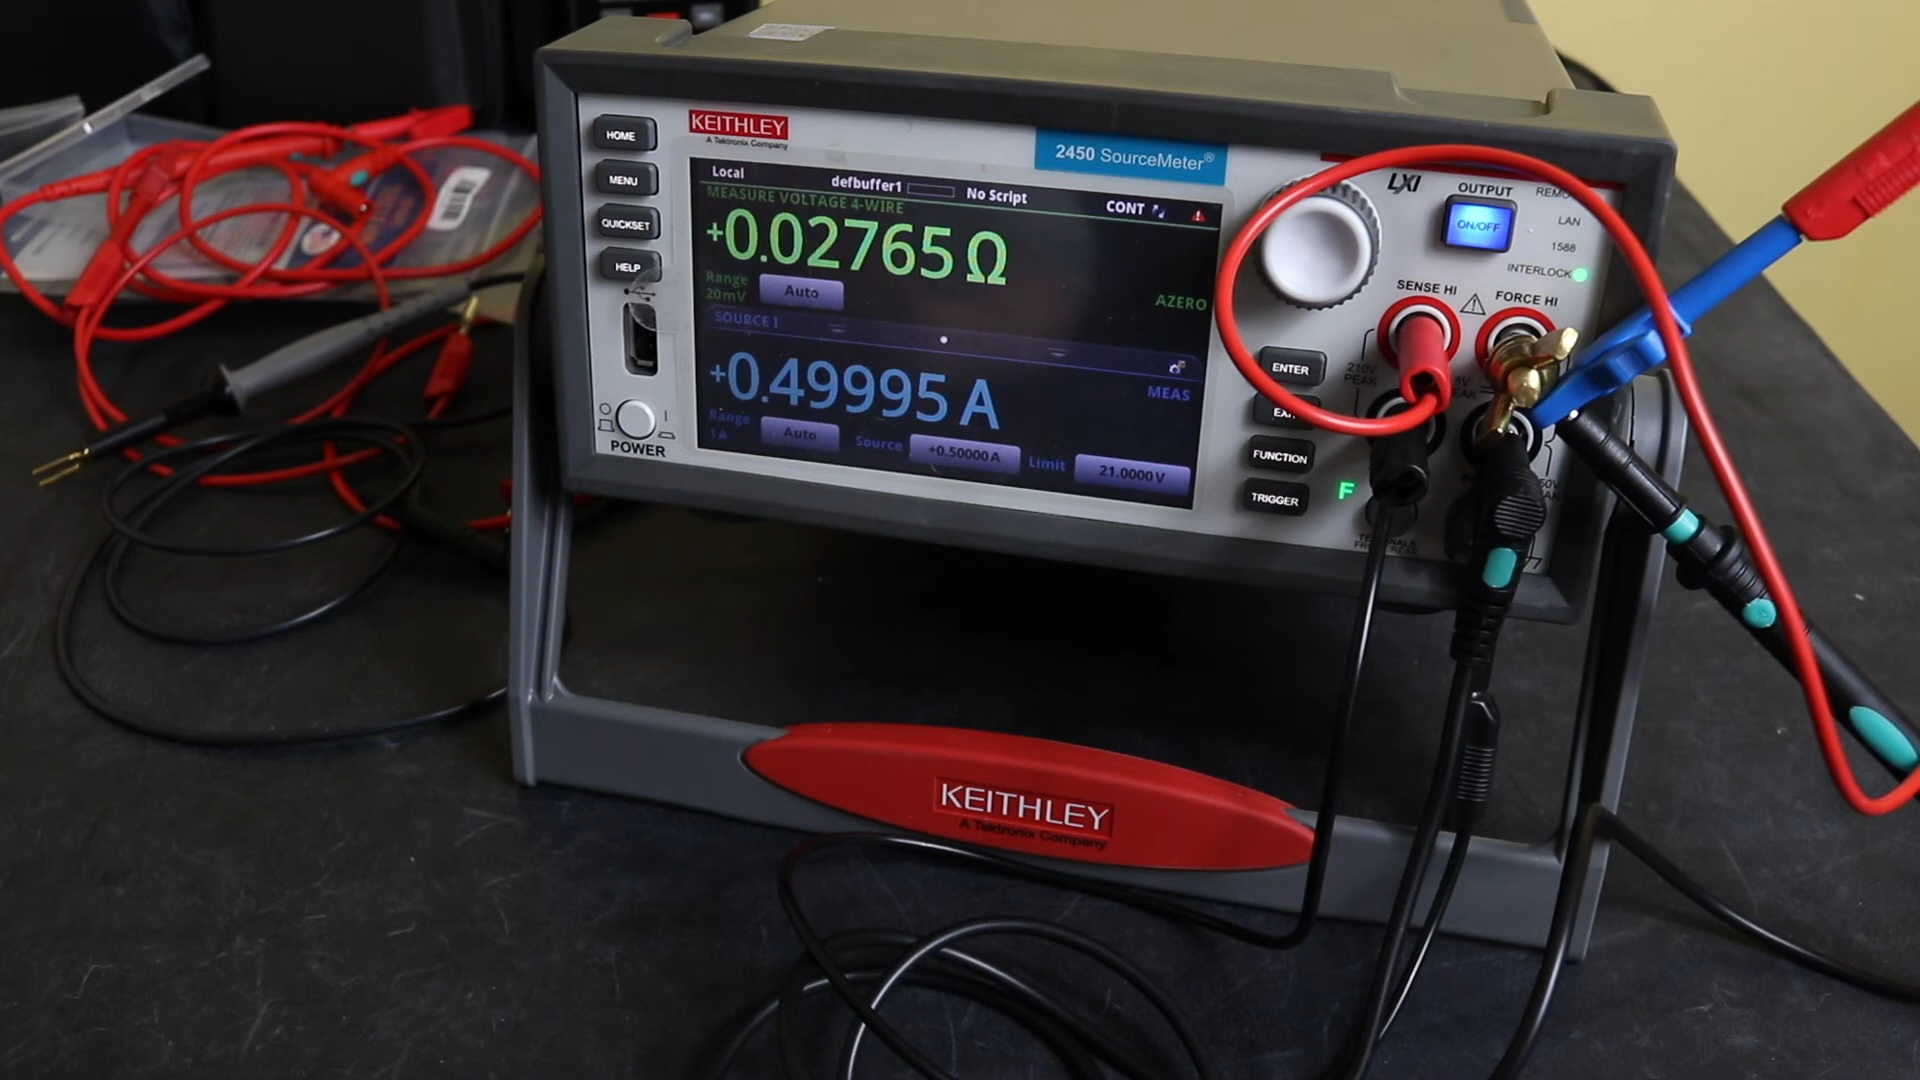 HOME
MENU
QUICKSET
HELP
POWER
KEITHLEY
A Tektronix Company
2450 SourceMeter®
Local defbuffer1 No Script CONT
MEASURE VOLTAGE 4-WIRE
+0.02765 Ω
Range
20mV Auto AZERO
SOURCE I
+0.49995 A MEAS
Range
1A Auto Source +0.50000 A Limit 21.0000 V
LXI
OUTPUT
ON/OFF
LAN
1588
INTERLOCK
SENSE HI
FORCE HI
210V
PEAK
ENTER
FUNCTION
TRIGGER
F
KEITHLEY
A Tektronix Company